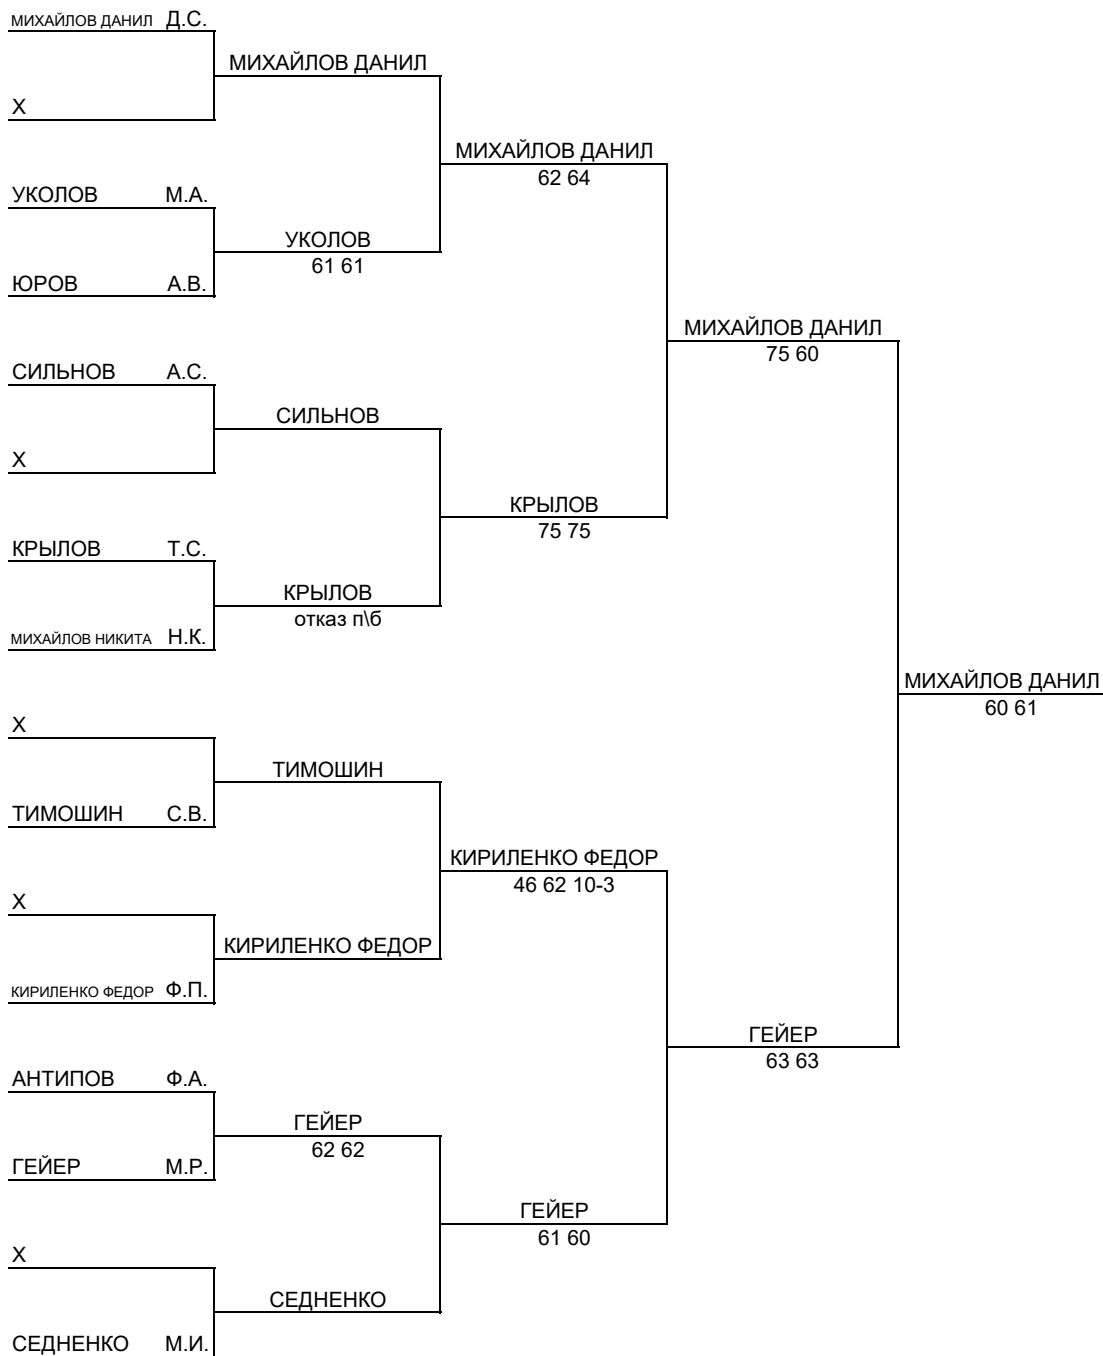 МИХАЙЛОВ ДАНИЛ Д.С.
МИХАЙЛОВ ДАНИЛ
Х
МИХАЙЛОВ ДАНИЛ
62 64
УКОЛОВ М.А.
УКОЛОВ
61 61
ЮРОВ А.В.
МИХАЙЛОВ ДАНИЛ
75 60
СИЛЬНОВ А.С.
СИЛЬНОВ
Х
КРЫЛОВ
75 75
КРЫЛОВ Т.С.
КРЫЛОВ
отказ п\б
МИХАЙЛОВ НИКИТА Н.К.
МИХАЙЛОВ ДАНИЛ
60 61
Х
ТИМОШИН
ТИМОШИН С.В.
КИРИЛЕНКО ФЕДОР
46 62 10-3
Х
КИРИЛЕНКО ФЕДОР
КИРИЛЕНКО ФЕДОР Ф.П.
ГЕЙЕР
63 63
АНТИПОВ Ф.А.
ГЕЙЕР
62 62
ГЕЙЕР М.Р.
ГЕЙЕР
61 60
Х
СЕДНЕНКО
СЕДНЕНКО М.И.